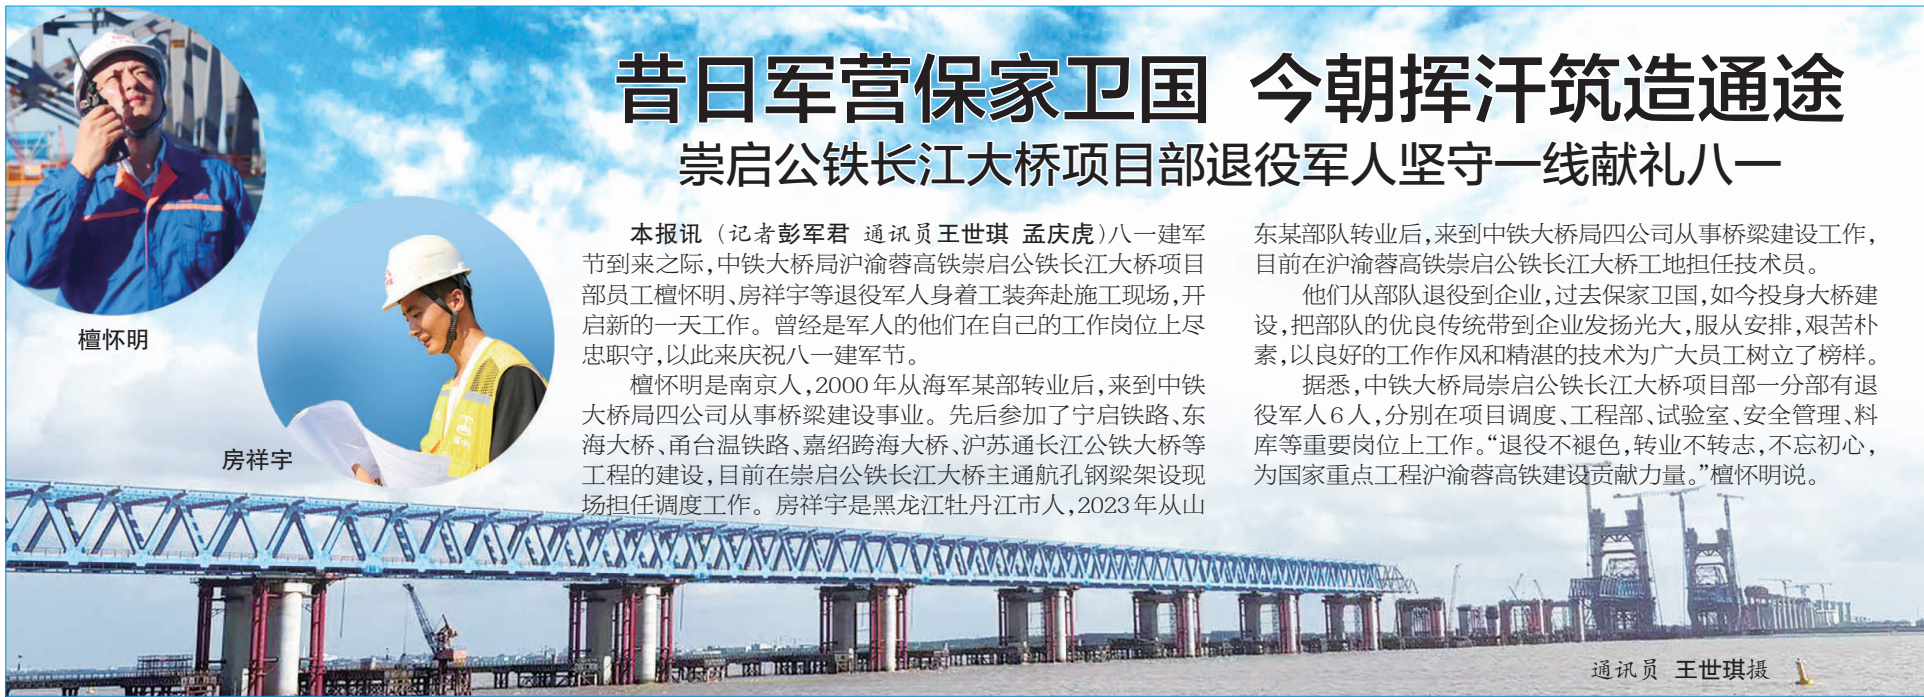 昔日军营保家卫国 今朝挥汗筑造通途
崇启公铁长江大桥项目部退役军人坚守一线献礼八一
檀怀明
房祥宇
本报讯（记者彭军君 通讯员王世琪 孟庆虎）八一建军
节到来之际，中铁大桥局沪渝蓉高铁崇启公铁长江大桥项目
部员工檀怀明、房祥宇等退役军人身着工装奔赴施工现场，开
启新的一天工作。曾经是军人的他们在自己的工作岗位上尽
忠职守，以此来庆祝八一建军节。
檀怀明是南京人，2000年从海军某部转业后，来到中铁
大桥局四公司从事桥梁建设事业。先后参加了宁启铁路、东
海大桥、甬台温铁路、嘉绍跨海大桥、沪苏通长江公铁大桥等
工程的建设，目前在崇启公铁长江大桥主通航孔钢梁架设现
场担任调度工作。房祥宇是黑龙江牡丹江市人，2023年从山
东某部队转业后，来到中铁大桥局四公司从事桥梁建设工作，
目前在沪渝蓉高铁崇启公铁长江大桥工地担任技术员。
他们从部队退役到企业，过去保家卫国，如今投身大桥建
设，把部队的优良传统带到企业发扬光大，服从安排，艰苦朴
素，以良好的工作作风和精湛的技术为广大员工树立了榜样。
据悉，中铁大桥局崇启公铁长江大桥项目部一分部有退
役军人6人，分别在项目调度、工程部、试验室、安全管理、料
库等重要岗位上工作。“退役不褪色，转业不转志，不忘初心，
为国家重点工程沪渝蓉高铁建设贡献力量。”檀怀明说。
通讯员 王世琪摄